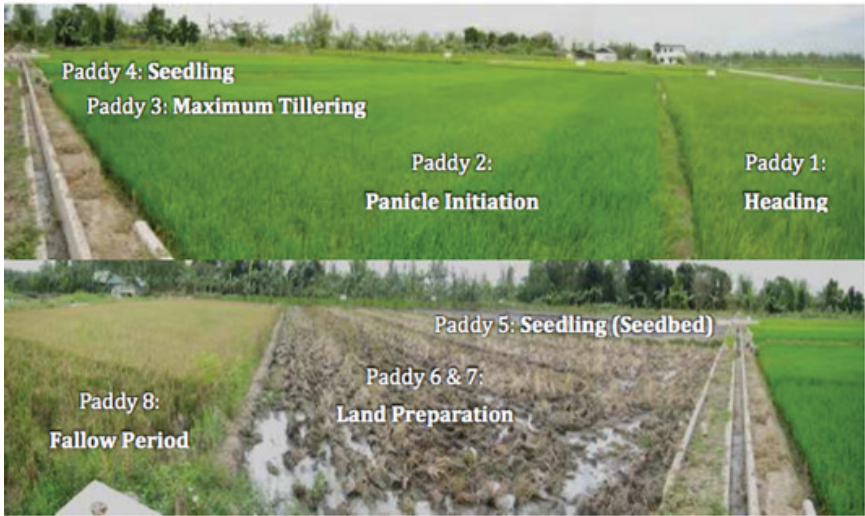 Paddy 4: Seedling
Paddy 3: Maximum Tillering
Paddy 2:
Panicle Initiation
Paddy 1:
Heading
Paddy 5: Seedling (Seedbed)
Paddy 6 & 7:
Land Preparation
Paddy 8:
Fallow Period